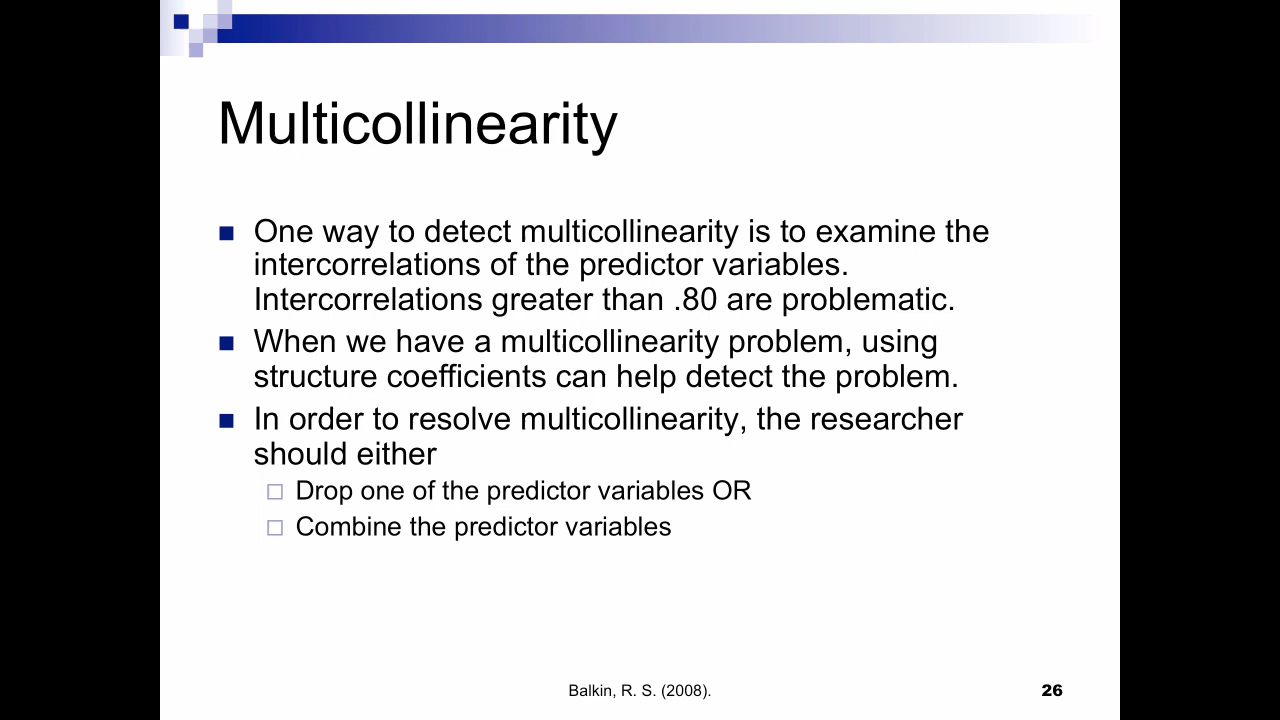 Multicollinearity
One way to detect multicollinearity is to examine the
intercorrelations of the predictor variables.
Intercorrelations greater than .80 are problematic.
When we have a multicollinearity problem, using
structure coefficients can help detect the problem.
In order to resolve multicollinearity, the researcher
should either
Drop one of the predictor variables OR
Combine the predictor variables
Balkin, R. S. (2008).
26